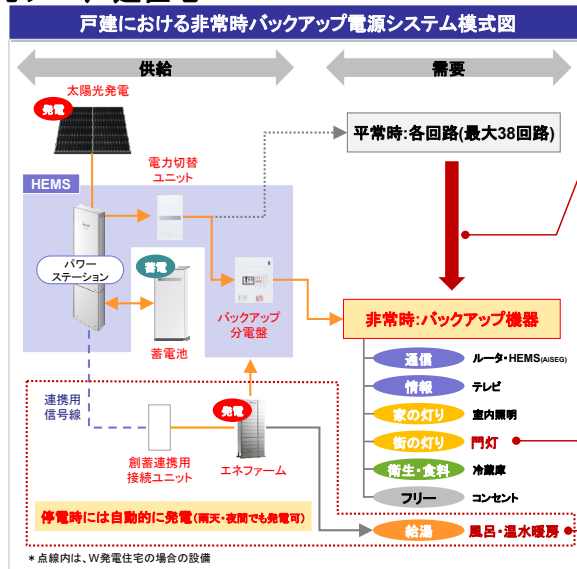 戸建における非常時バックアップ電源システム模式図
供給
需要
太陽光発電
発電
電力切替
ユニット
平常時:各回路(最大38回路)
HEMS
パワー
ステーション
蓄電
蓄電池
バックアップ
分電盤
非常時:バックアップ機器
通信 ルータ・HEMS(AiSEG)
情報 テレビ
家の灯り 室内照明
街の灯り 門灯
衛生・食料 冷蔵庫
フリー コンセント
給湯 風呂・温水暖房
連携用
信号線
発電
創蓄連携用
接続ユニット
エネファーム
停電時には自動的に発電(雨天・夜間でも発電可)
* 点線内は、W発電住宅の場合の設備